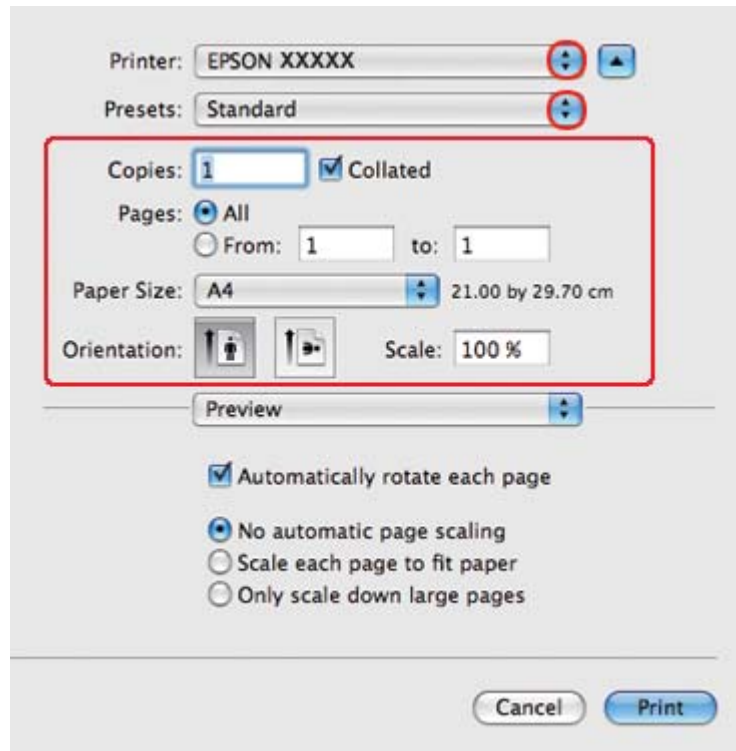 Printer: EPSON XXXXX
Presets: Standard
Copies: 1 Collated
Pages: All
From: 1 to: 1
Paper Size: A4 21.00 by 29.70 cm
Orientation: Scale: 100 %
Preview
Automatically rotate each page
No automatic page scaling
Scale each page to fit paper
Only scale down large pages
Cancel Print